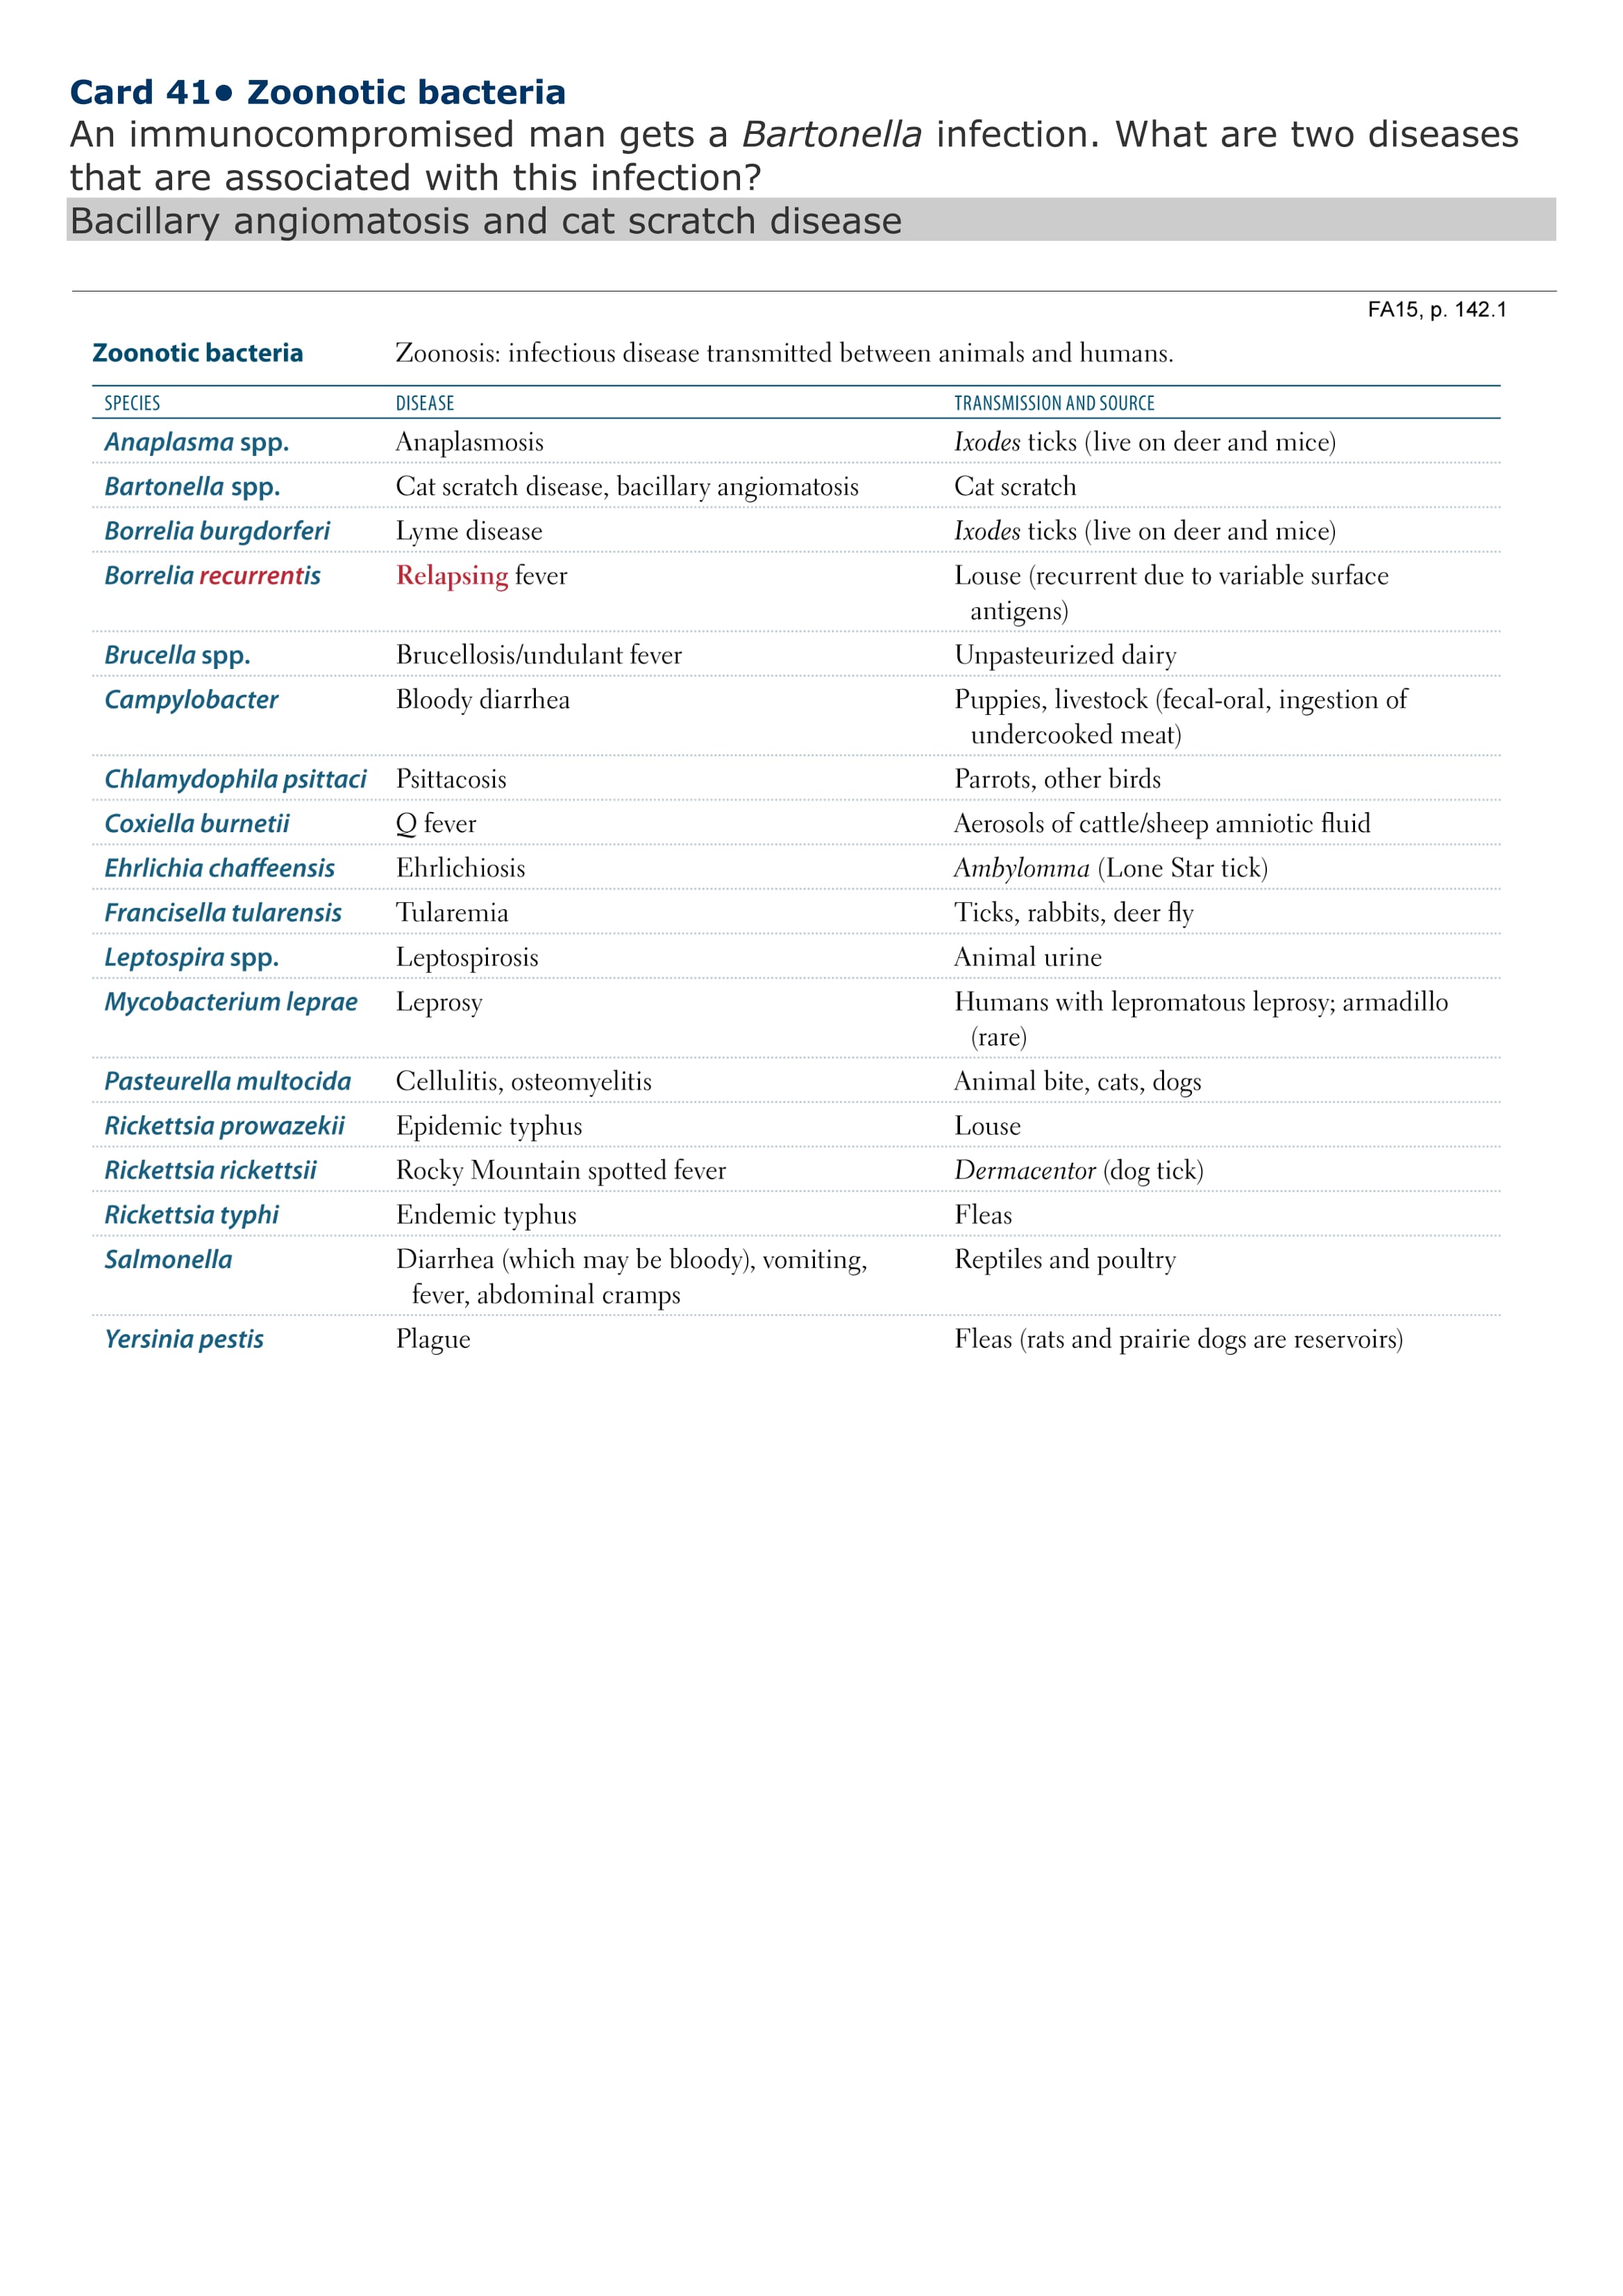 Card 41● Zoonotic bacteria
An immunocompromised man gets a Bartonella infection. What are two diseases
that are associated with this infection?
Bacillary angiomatosis and cat scratch disease
FA15, p. 142.1
Zoonotic bacteria Zoonosis: infectious disease transmitted between animals and humans.
SPECIES DISEASE TRANSMISSION AND SOURCE
Anaplasma spp. Anaplasmosis Ixodes ticks (live on deer and mice)
Bartonella spp. Cat scratch disease, bacillary angiomatosis Cat scratch
Borrelia burgdorferi Lyme disease Ixodes ticks (live on deer and mice)
Borrelia recurrentis Relapsing fever Louse (recurrent due to variable surface
antigens)
Brucella spp. Brucellosis/undulant fever Unpasteurized dairy
Campylobacter Bloody diarrhea Puppies, livestock (fecal-oral, ingestion of
undercooked meat)
Chlamydophila psittaci Psittacosis Parrots, other birds
Coxiella burnetii Q fever Aerosols of cattle/sheep amniotic fluid
Ehrlichia chaffeensis Ehrlichiosis Ambylomma (Lone Star tick)
Francisella tularensis Tularemia Ticks, rabbits, deer fly
Leptospira spp. Leptospirosis Animal urine
Mycobacterium leprae Leprosy Humans with lepromatous leprosy; armadillo
(rare)
Pasteurella multocida Cellulitis, osteomyelitis Animal bite, cats, dogs
Rickettsia prowazekii Epidemic typhus Louse
Rickettsia rickettsii Rocky Mountain spotted fever Dermacentor (dog tick)
Rickettsia typhi Endemic typhus Fleas
Salmonella Diarrhea (which may be bloody), vomiting, Reptiles and poultry
fever, abdominal cramps
Yersinia pestis Plague Fleas (rats and prairie dogs are reservoirs)